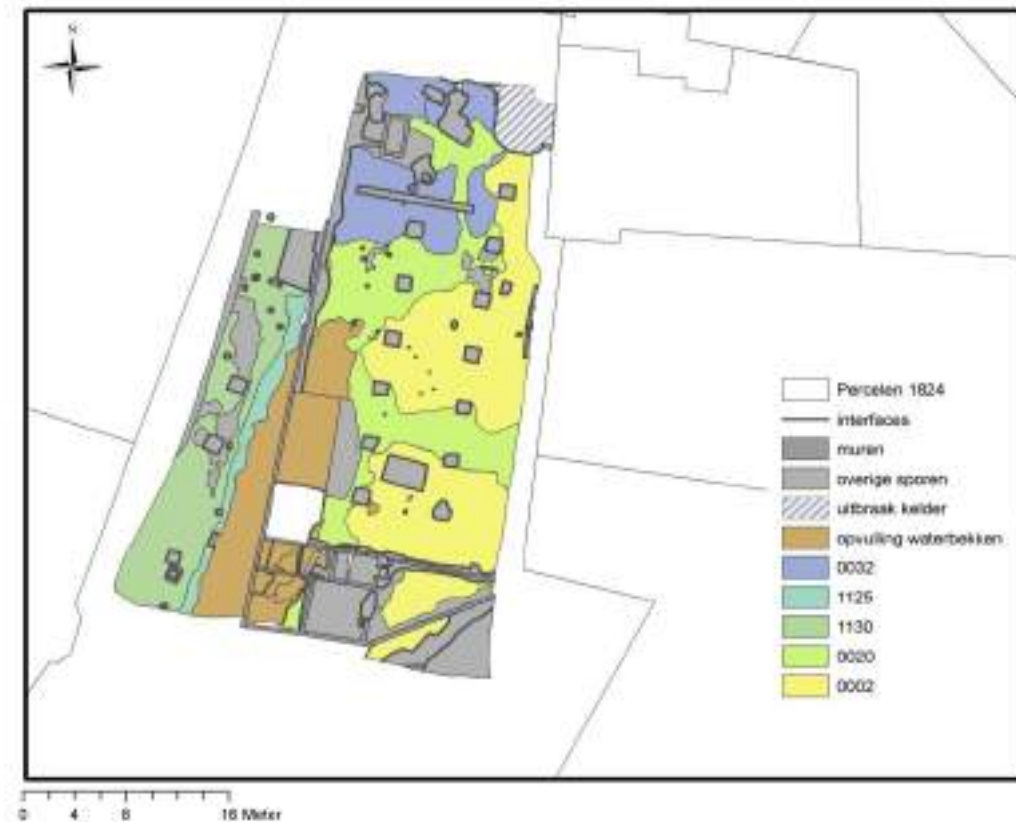 N
Percelen 1824
interfaces
muren
overige sporen
uitbraak kelder
opvulling waterbekken
0032
1125
1130
0020
0002
0 4 8 16 Meter